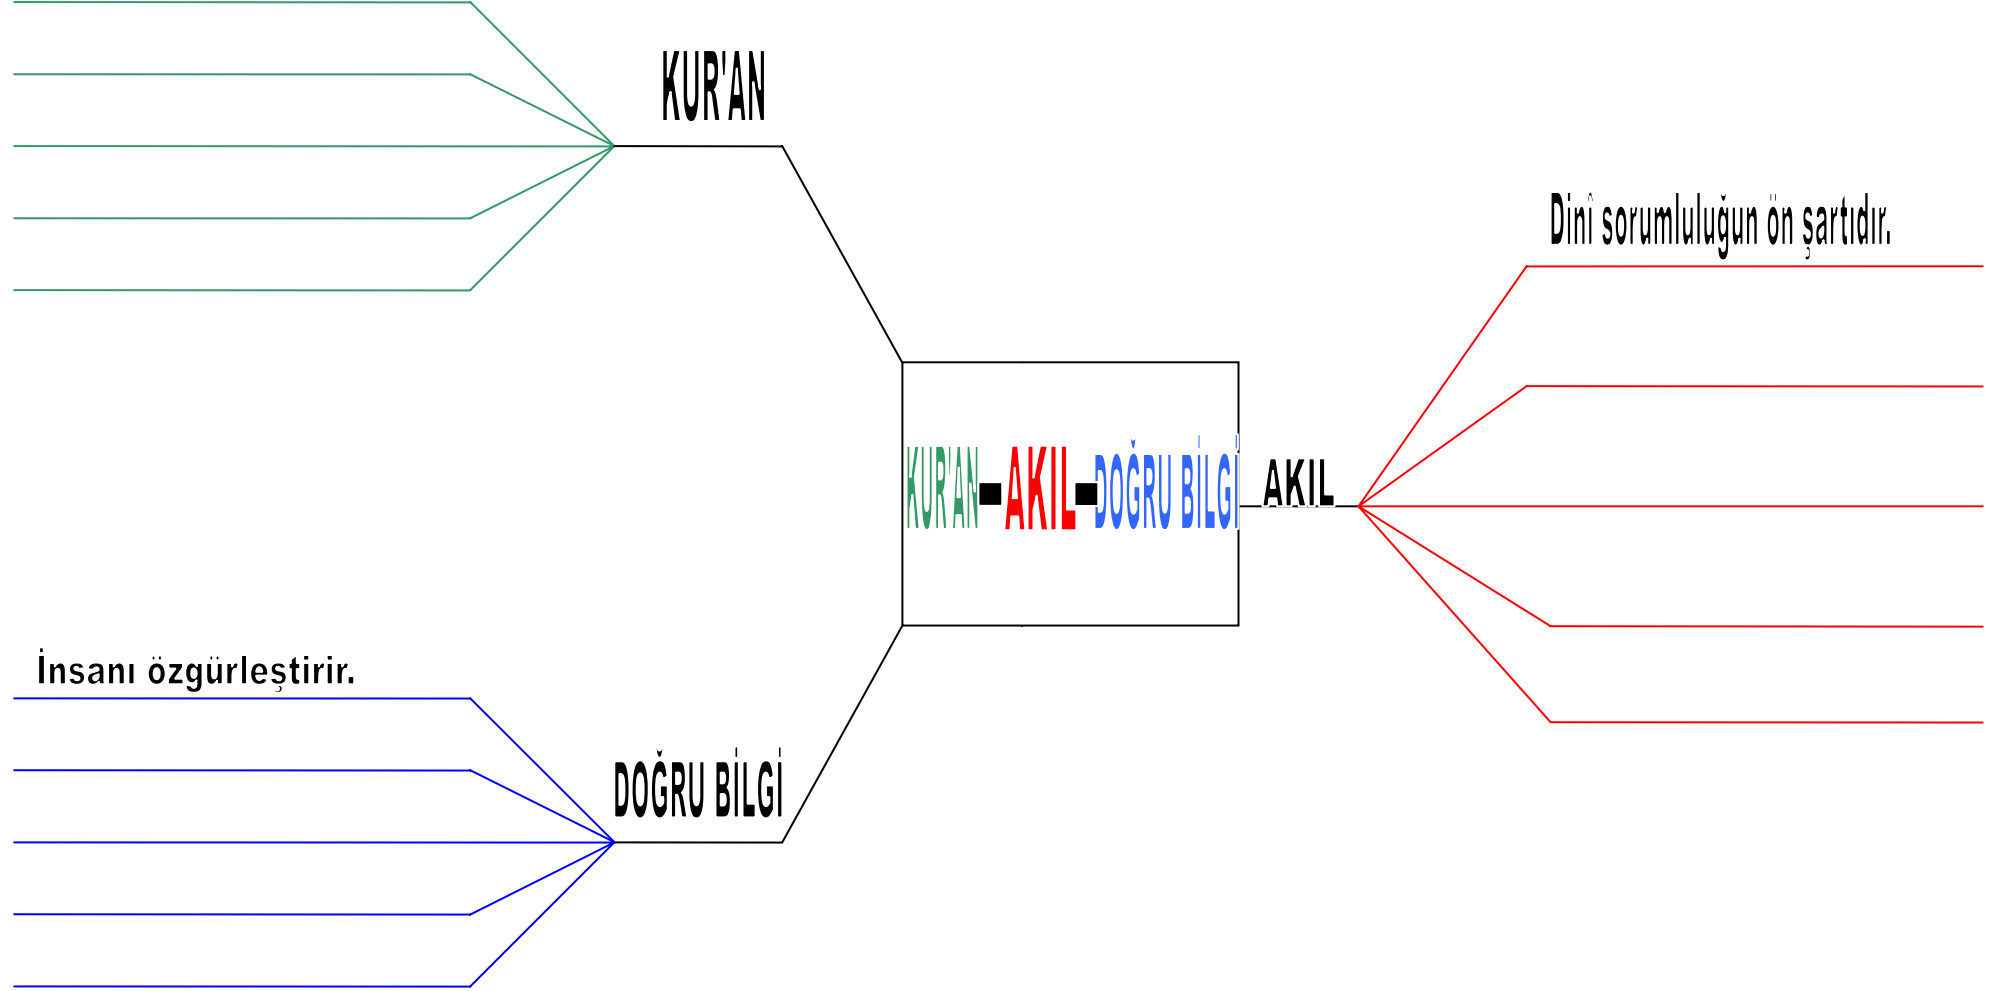 KUR'AN
Dinî sorumluluğun ön şartıdır.
KUR'AN-AKIL-DOĞRU BİLGİ
AKIL
İnsanı özgürleştirir.
DOĞRU BİLGİ